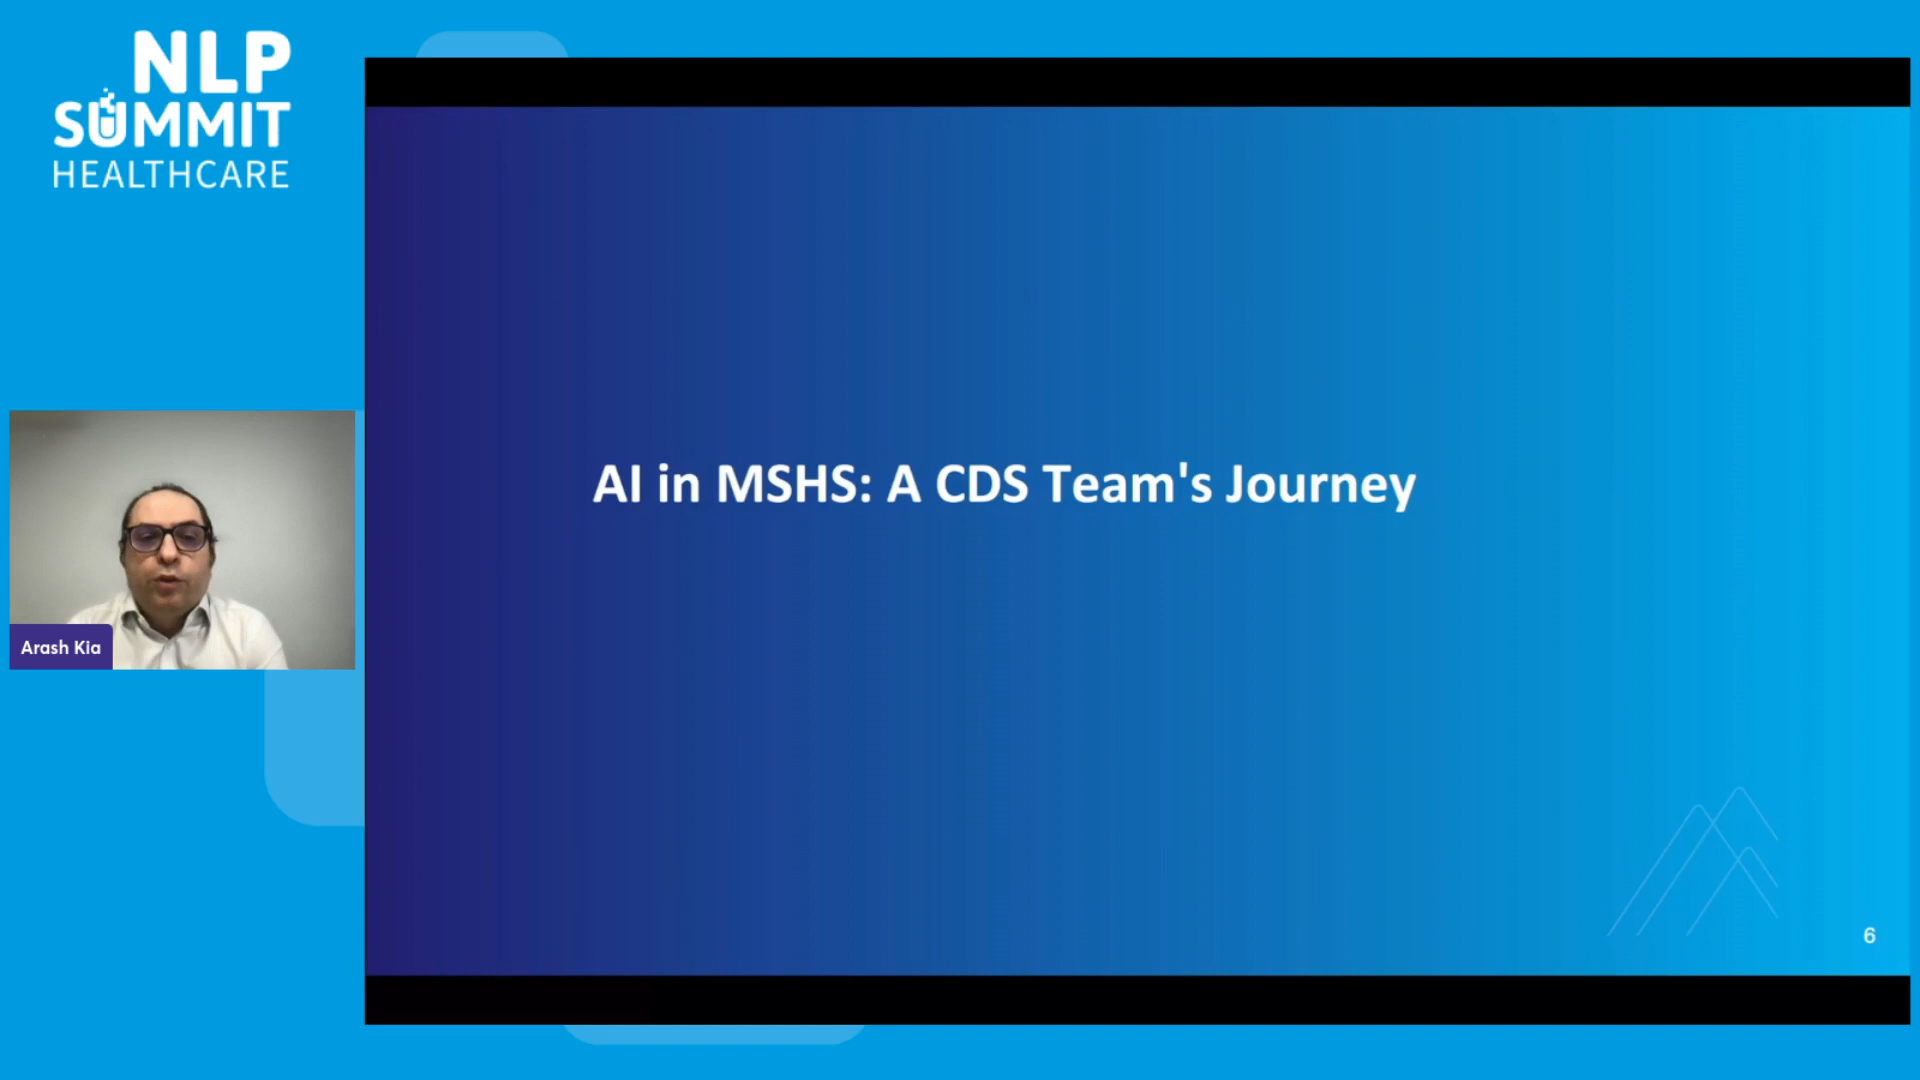 NLP
SUMMIT
HEALTHCARE
AI in MSHS: A CDS Team's Journey
Arash Kia
6